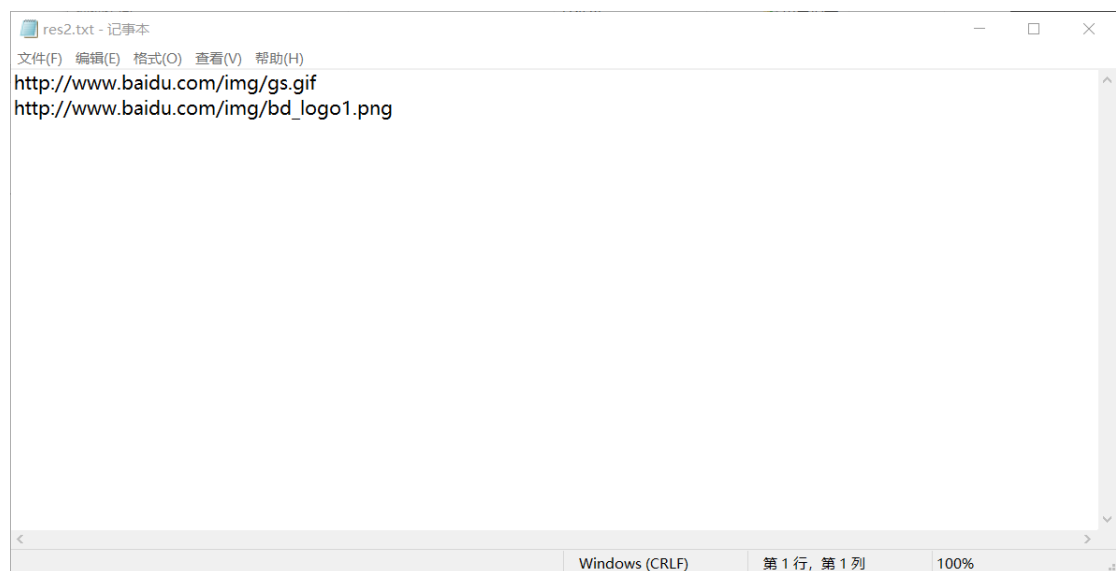 res2.txt - 记事本
文件(F) 编辑(E) 格式(O) 查看(V) 帮助(H)
http://www.baidu.com/img/gs.gif
http://www.baidu.com/img/bd_logo1.png
Windows (CRLF) 第 1 行，第 1 列 100%